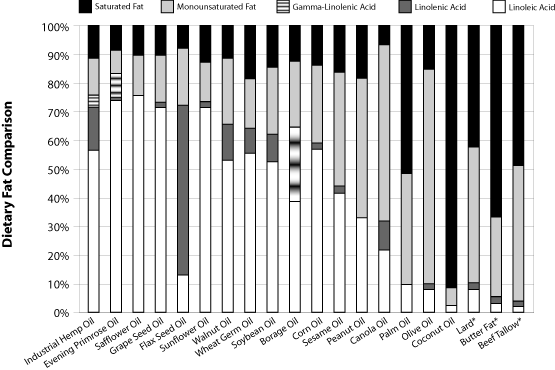 Saturated Fat Monounsaturated Fat Gamma-Linolenic Acid Linolenic Acid Linoleic Acid
Dietary Fat Comparison
100%
90%
80%
70%
60%
50%
40%
30%
20%
10%
0%
Industrial Hemp Oil
Evening Primrose Oil
Safflower Oil
Grape Seed Oil
Flax Seed Oil
Sunflower Oil
Walnut Oil
Wheat Germ Oil
Soybean Oil
Borage Oil
Corn Oil
Sesame Oil
Peanut Oil
Canola Oil
Palm Oil
Olive Oil
Coconut Oil
Lard*
Butter Fat*
Beef Tallow*